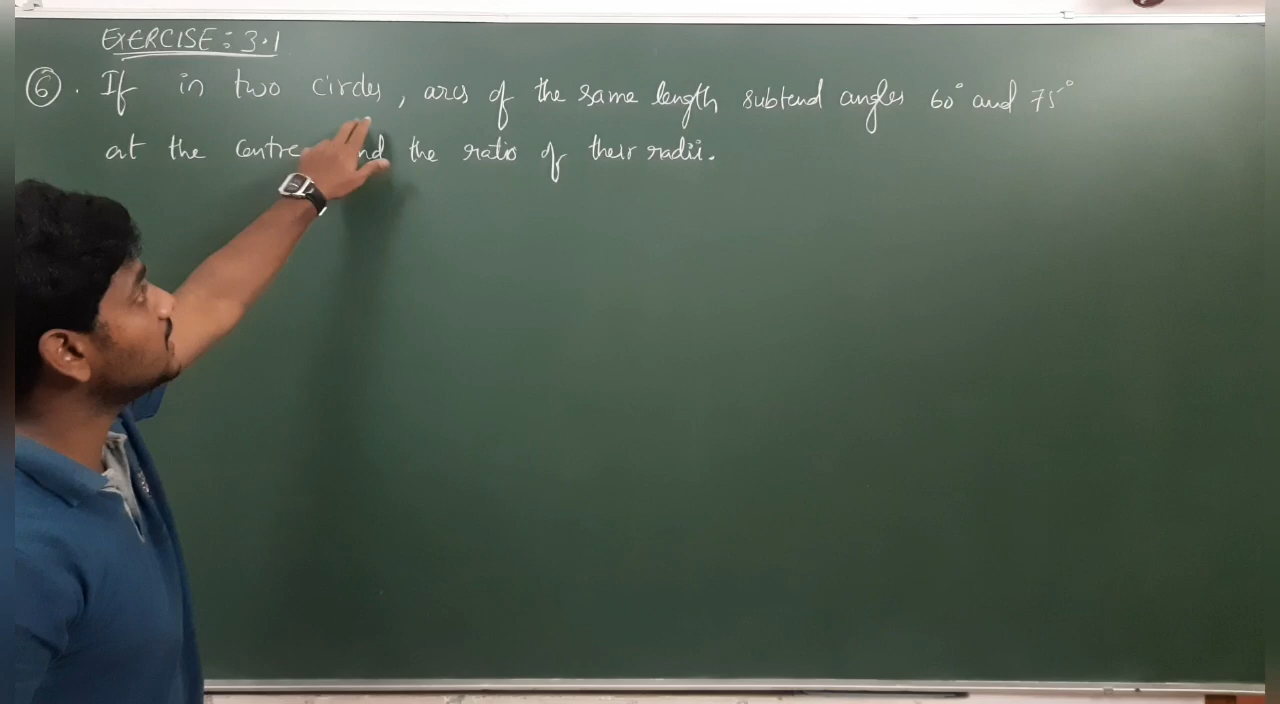 EXERCISE: 3.1
6. If in two circles, arcs of the same length subtend angles 60° and 75°
at the centre nd the ratio of their radii.